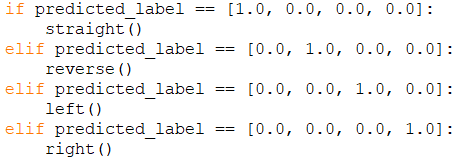 if predicted_label == [1.0, 0.0, 0.0, 0.0]:
    straight()
elif predicted_label == [0.0, 1.0, 0.0, 0.0]:
    reverse()
elif predicted_label == [0.0, 0.0, 1.0, 0.0]:
    left()
elif predicted_label == [0.0, 0.0, 0.0, 1.0]:
    right()